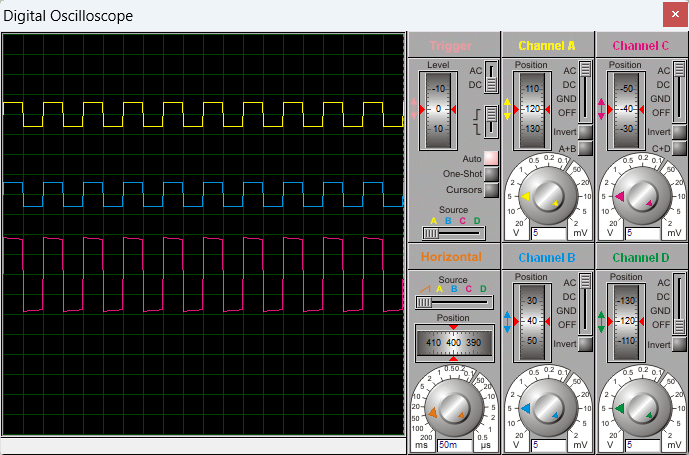 Digital Oscilloscope
Trigger
Level
-10
0
10
AC
DC
Auto
One-Shot
Cursors
Source
A B C D
Channel A
Position
110
120
130
AC
DC
GND
OFF
Invert
A+B
20 10 5 2 1 0.5 0.2 0.1 50 20 10 5 2
V 5 mV
Channel C
Position
-50
-40
-30
AC
DC
GND
OFF
Invert
C+D
20 10 5 2 1 0.5 0.2 0.1 50 20 10 5 2
V 5 mV
Horizontal
Source
A B C D
Position
410 400 390
200 100 50 20 10 5 2 1 0.5 0.2 0.1 50 20 10 5 2 1 0.5
ms 50m µs
Channel B
Position
30
40
50
AC
DC
GND
OFF
Invert
20 10 5 2 1 0.5 0.2 0.1 50 20 10 5 2
V 5 mV
Channel D
Position
-130
-120
-110
AC
DC
GND
OFF
Invert
20 10 5 2 1 0.5 0.2 0.1 50 20 10 5 2
V 5 mV